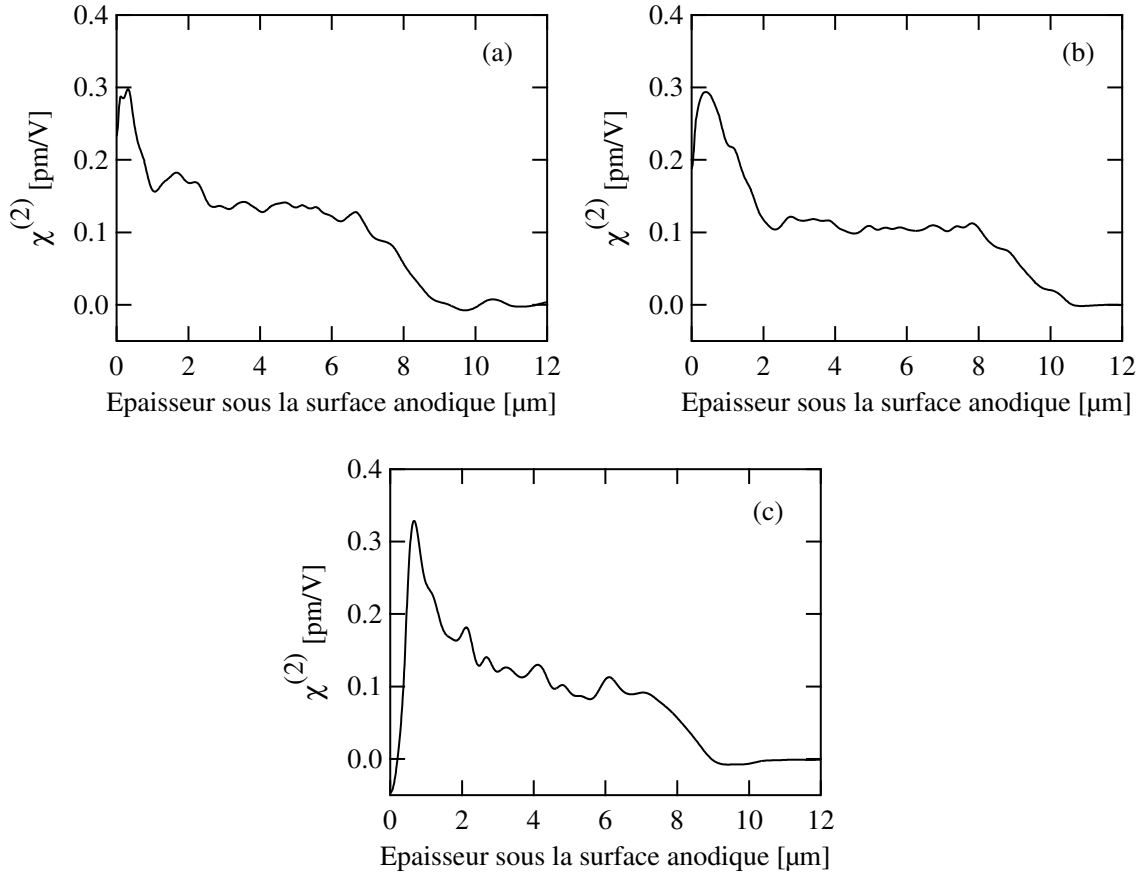 0.4
0.3
0.2
0.1
0.0
χ(2) [pm/V]
(a)
0 2 4 6 8 10 12
Epaisseur sous la surface anodique [µm]
0.4
0.3
0.2
0.1
0.0
χ(2) [pm/V]
(b)
0 2 4 6 8 10 12
Epaisseur sous la surface anodique [µm]
0.4
0.3
0.2
0.1
0.0
χ(2) [pm/V]
(c)
0 2 4 6 8 10 12
Epaisseur sous la surface anodique [µm]